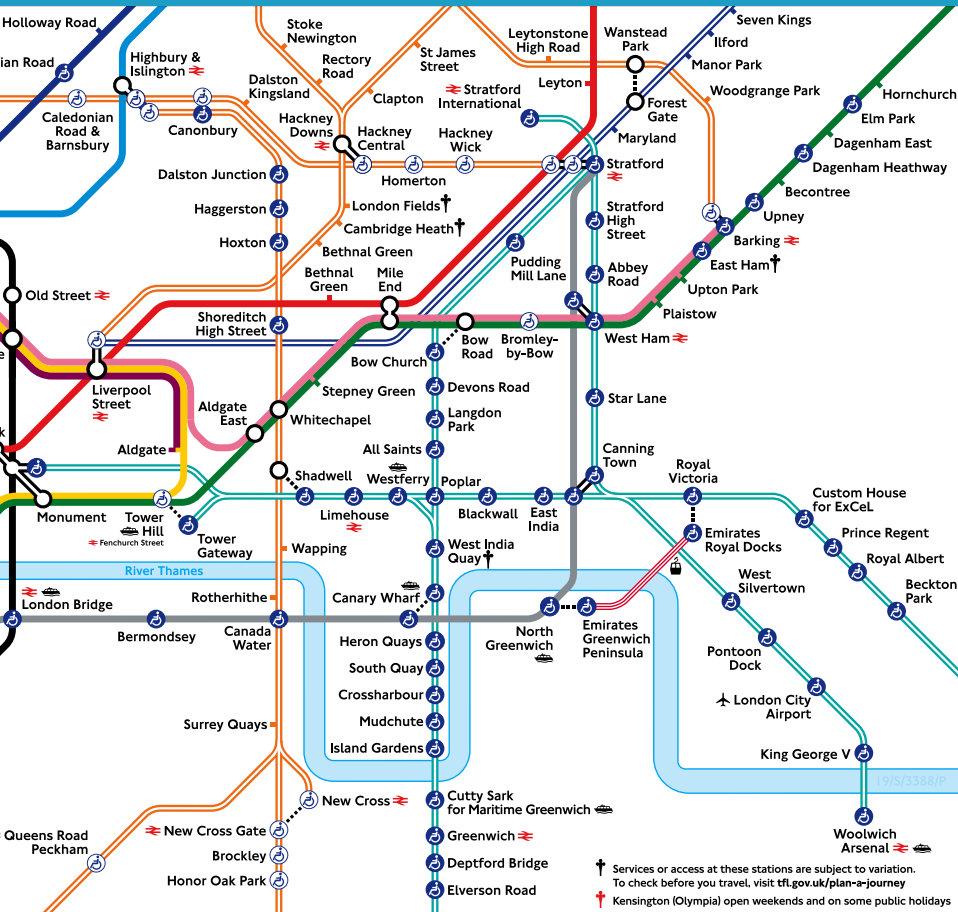 Holloway Road
ian Road
Highbury &
Islington
Caledonian
Road &
Barnsbury
Canonbury
Dalston
Kingsland
Stoke
Newington
Rectory
Road
St James
Street
Clapton
Hackney
Downs
Hackney
Central
Homerton
Hackney
Wick
Leytonstone
High Road
Leyton
Wanstead
Park
Forest
Gate
Seven Kings
Ilford
Manor Park
Woodgrange Park
Maryland
Stratford
International
Stratford
Hornchurch
Elm Park
Dagenham East
Dagenham Heathway
Becontree
Upney
Barking
East Ham
Upton Park
Plaistow
Dalston Junction
Haggerston
Hoxton
London Fields
Cambridge Heath
Bethnal Green
Bethnal
Green
Mile
End
Stratford
High
Street
Pudding
Mill Lane
Abbey
Road
West Ham
Old Street
e
Shoreditch
High Street
Bow Church
Bow
Road
Bromley-
by-Bow
Liverpool
Street
Aldgate
East
Whitechapel
Stepney Green
Devons Road
Langdon
Park
Star Lane
k
Aldgate
All Saints
Canning
Town
Shadwell
Westferry
Poplar
Royal
Victoria
Monument
Tower
Hill
Fenchurch Street
Tower
Gateway
Limehouse
Blackwall
East
India
Custom House
for ExCeL
Prince Regent
Royal Albert
Beckton
Park
Wapping
West India
Quay
Emirates
Royal Docks
West
Silvertown
River Thames
London Bridge
Rotherhithe
Canary Wharf
Bermondsey
Canada
Water
Heron Quays
North
Greenwich
Emirates
Greenwich
Peninsula
Pontoon
Dock
South Quay
Crossharbour
London City
Airport
Surrey Quays
Mudchute
Island Gardens
King George V
19/S/3388/P
New Cross
Cutty Sark
for Maritime Greenwich
Queens Road
Peckham
New Cross Gate
Greenwich
Woolwich
Arsenal
Brockley
Deptford Bridge
Honor Oak Park
Elverson Road
Services or access at these stations are subject to variation.
To check before you travel, visit tfl.gov.uk/plan-a-journey
Kensington (Olympia) open weekends and on some public holidays